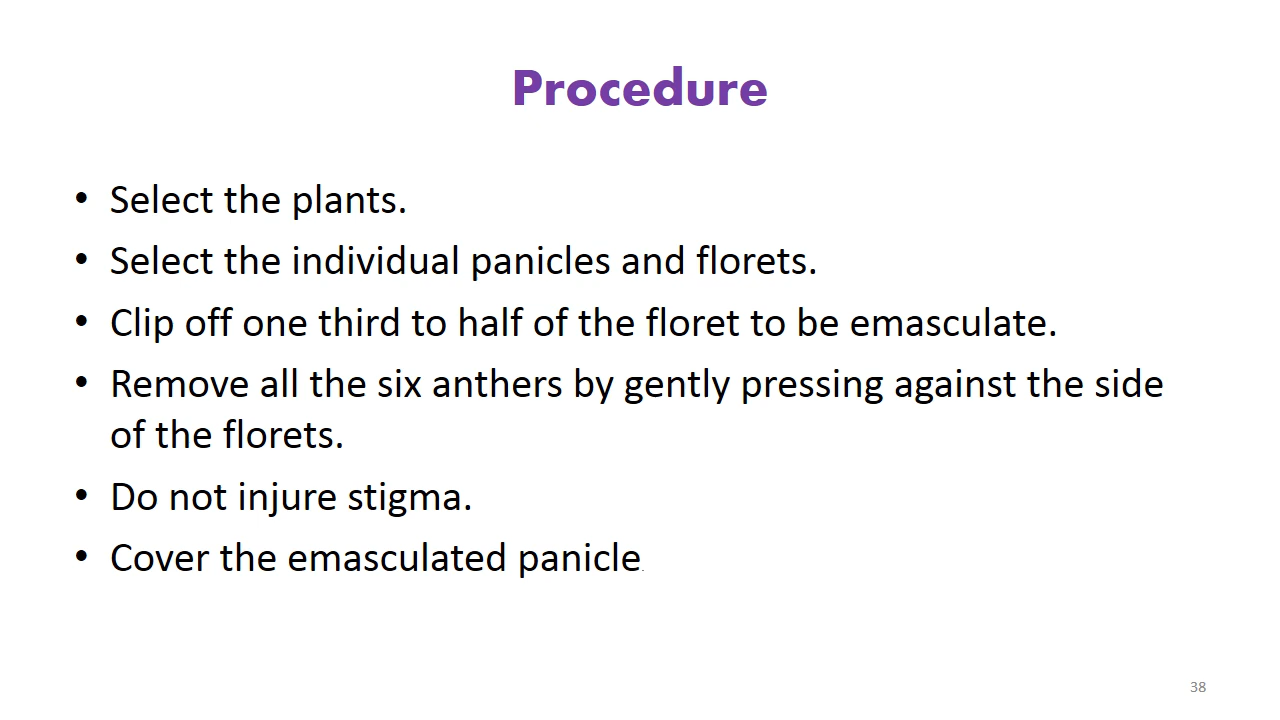 Procedure
• Select the plants.
• Select the individual panicles and florets.
• Clip off one third to half of the floret to be emasculate.
• Remove all the six anthers by gently pressing against the side
of the florets.
• Do not injure stigma.
• Cover the emasculated panicle.
38